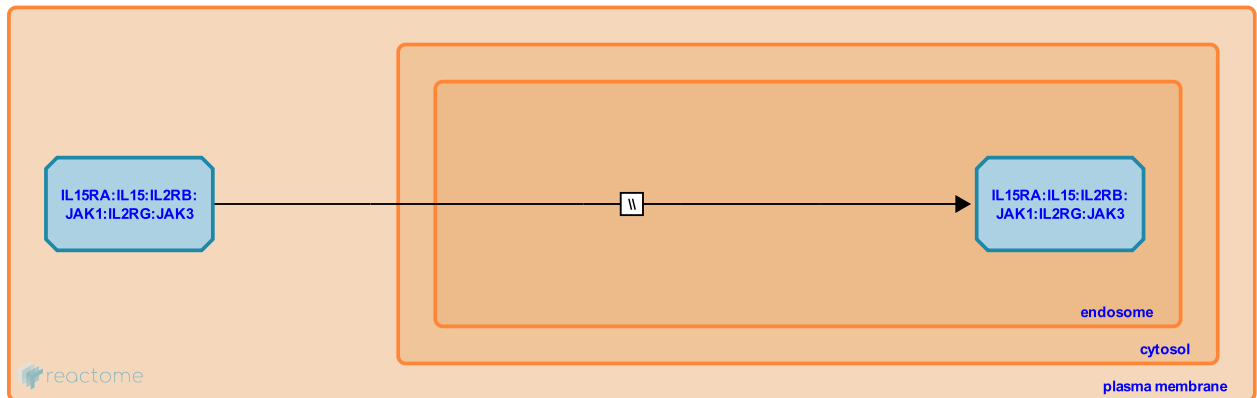 IL15RA:IL15:IL2RB:
JAK1:IL2RG:JAK3
\\
IL15RA:IL15:IL2RB:
JAK1:IL2RG:JAK3
endosome
cytosol
reactome
plasma membrane